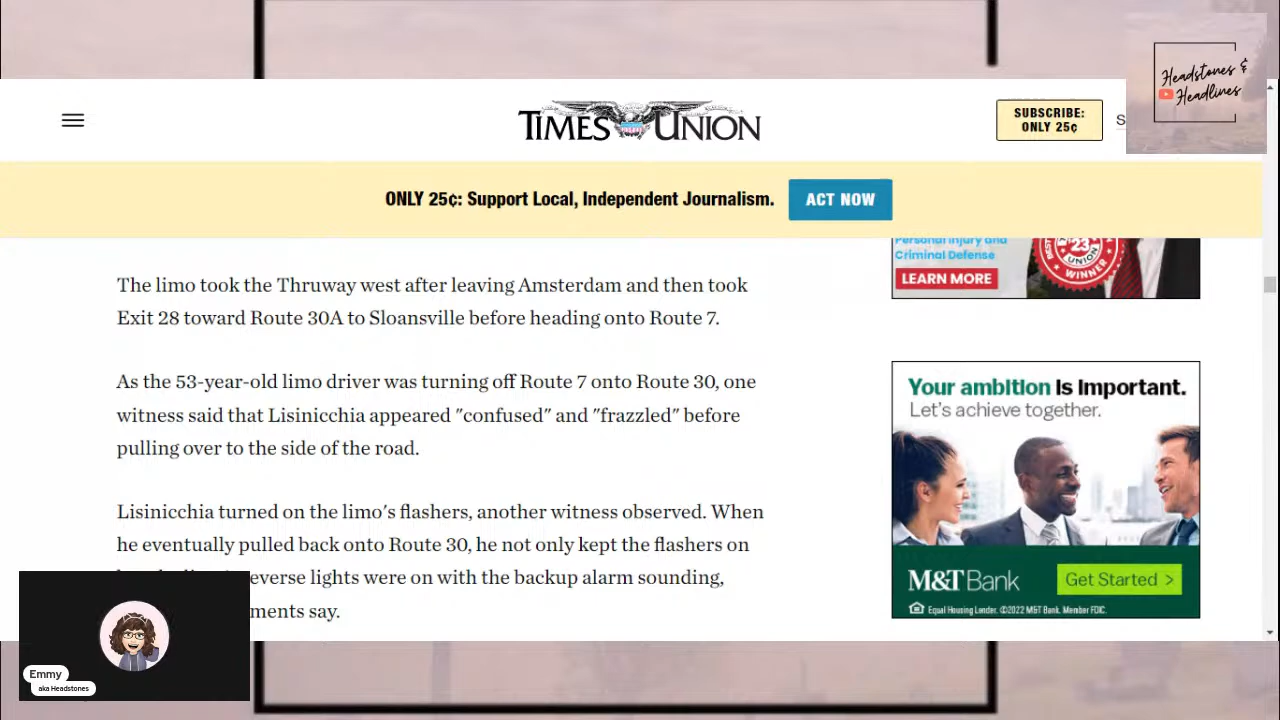 Headstones &
Headlines
TIMES UNION
SUBSCRIBE:
ONLY 25¢
S
ONLY 25¢: Support Local, Independent Journalism.
ACT NOW
Personal Injury and
Criminal Defense
LEARN MORE
23
UNION
WINNER
The limo took the Thruway west after leaving Amsterdam and then took
Exit 28 toward Route 30A to Sloansville before heading onto Route 7.
As the 53-year-old limo driver was turning off Route 7 onto Route 30, one
witness said that Lisinicchia appeared "confused" and "frazzled" before
pulling over to the side of the road.
Lisinicchia turned on the limo's flashers, another witness observed. When
he eventually pulled back onto Route 30, he not only kept the flashers on
everse lights were on with the backup alarm sounding,
ments say.
Your ambition is important.
Let's achieve together.
M&T Bank
Get Started >
Equal Housing Lender. ©2022 M&T Bank. Member FDIC.
Emmy
aka Headstones